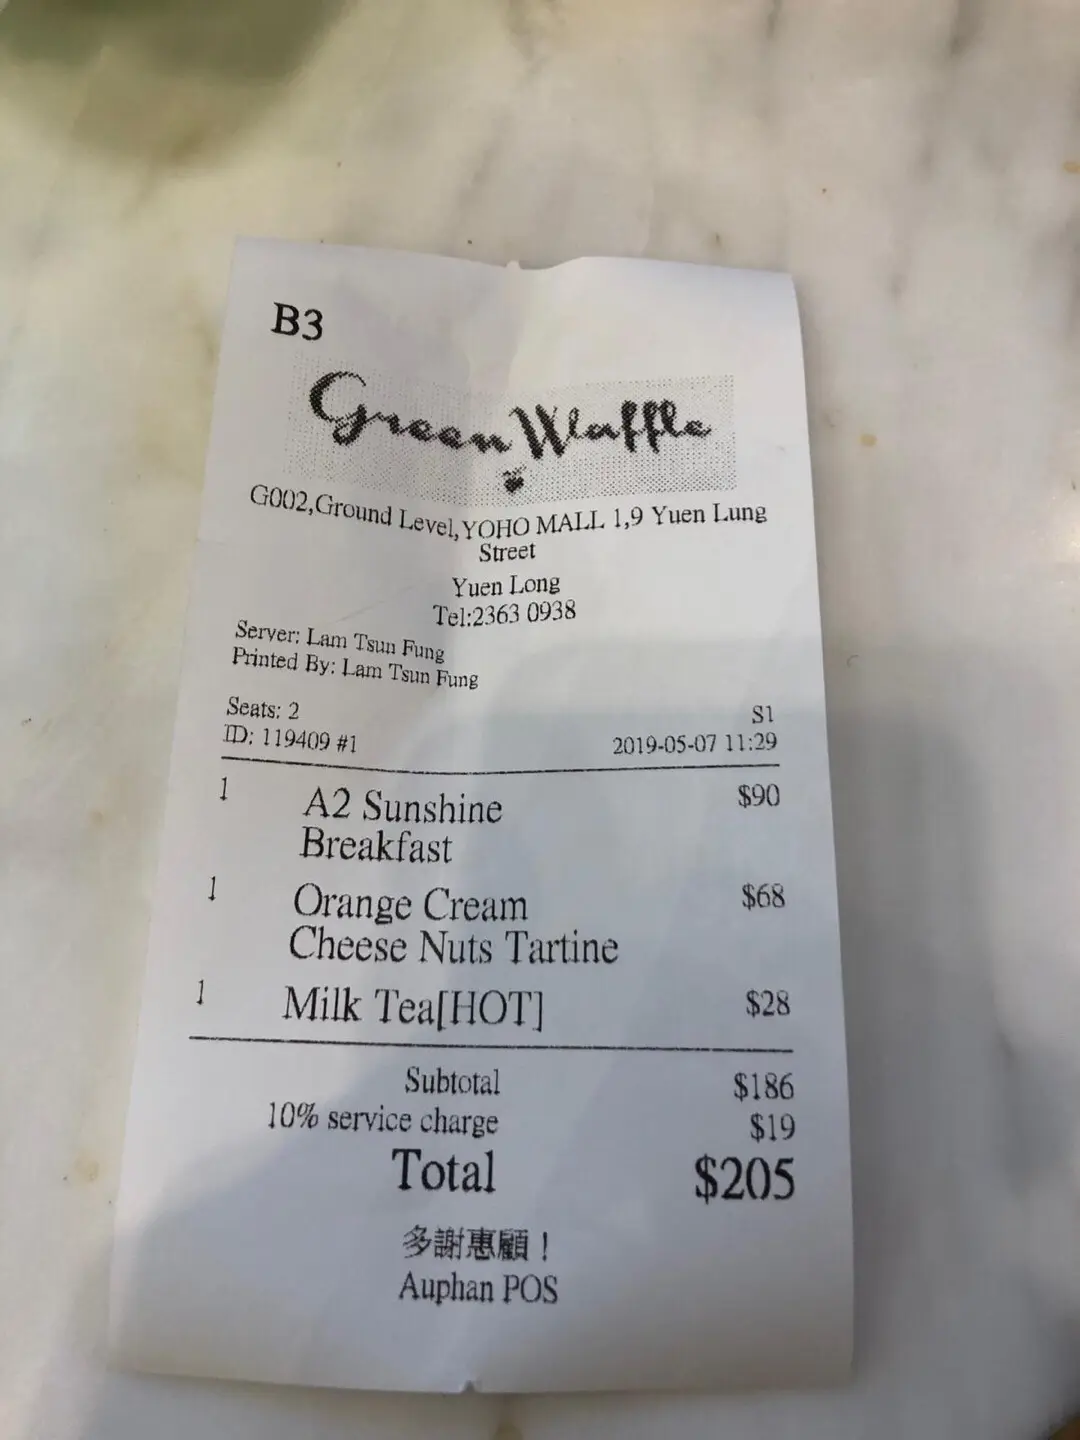 B3
Green Waffle
G002,Ground Level,YOHO MALL 1,9 Yuen Lung
Street
Yuen Long
Tel:2363 0938
Server: Lam Tsun Fung
Printed By: Lam Tsun Fung
Seats: 2 S1
ID: 119409 #1 2019-05-07 11:29
1 A2 Sunshine $90
Breakfast
1 Orange Cream $68
Cheese Nuts Tartine
1 Milk Tea[HOT] $28
Subtotal $186
10% service charge $19
Total $205
多謝惠顧！
Auphan POS